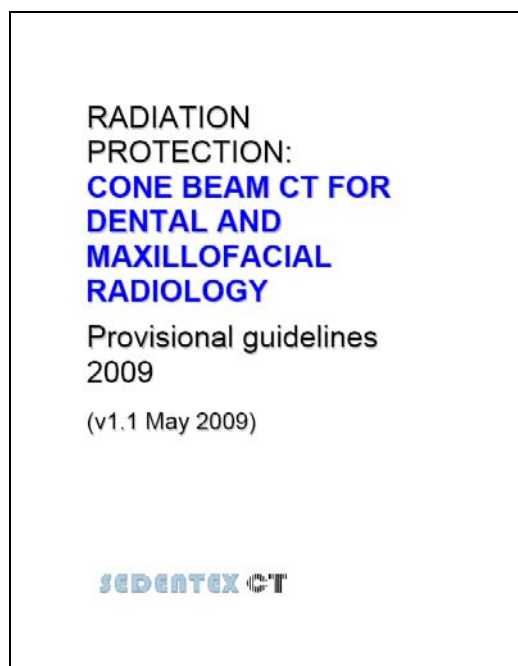 RADIATION
PROTECTION:
CONE BEAM CT FOR
DENTAL AND
MAXILLOFACIAL
RADIOLOGY
Provisional guidelines
2009
(v1.1 May 2009)
SEDENTEX CT